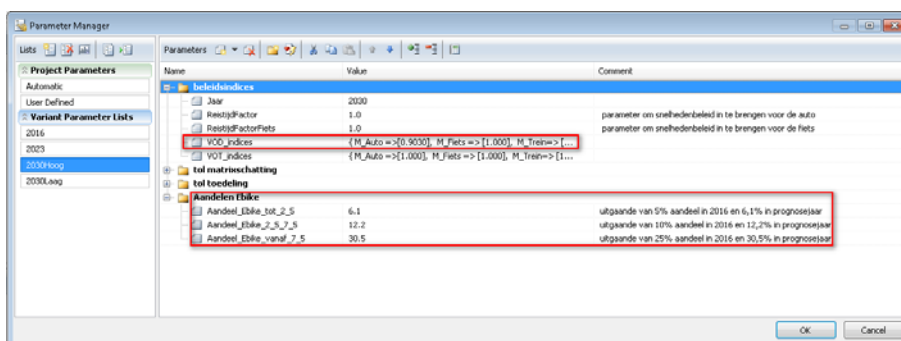 Parameter Manager
Lists
Parameters
Project Parameters
Automatic
User Defined
Variant Parameter Lists
2016
2023
2030Hoog
2030Laag
Name Value Comment
beleidsindices
Jaar 2030
ReistijdFactor 1.0 parameter om snelhedenbeleid in te brengen voor de auto
ReistijdFactorFiets 1.0 parameter om snelhedenbeleid in te brengen voor de fiets
VOD_indices { M_Auto =>[0.9030], M_Fiets => [1.000], M_Trein=> [...
VOT_indices { M_Auto =>[1.000], M_Fiets => [1.000], M_Trein=> [1...
tol matrixschatting
tol toedeling
Aandelen Ebike
Aandeel_Ebike_tot_2_5 6.1 uitgaande van 5% aandeel in 2016 en 6,1% in prognosejaar
Aandeel_Ebike_2_5_7_5 12.2 uitgaande van 10% aandeel in 2016 en 12,2% in prognosejaar
Aandeel_Ebike_vanaf_7_5 30.5 uitgaande van 25% aandeel in 2016 en 30,5% in prognosejaar
OK Cancel